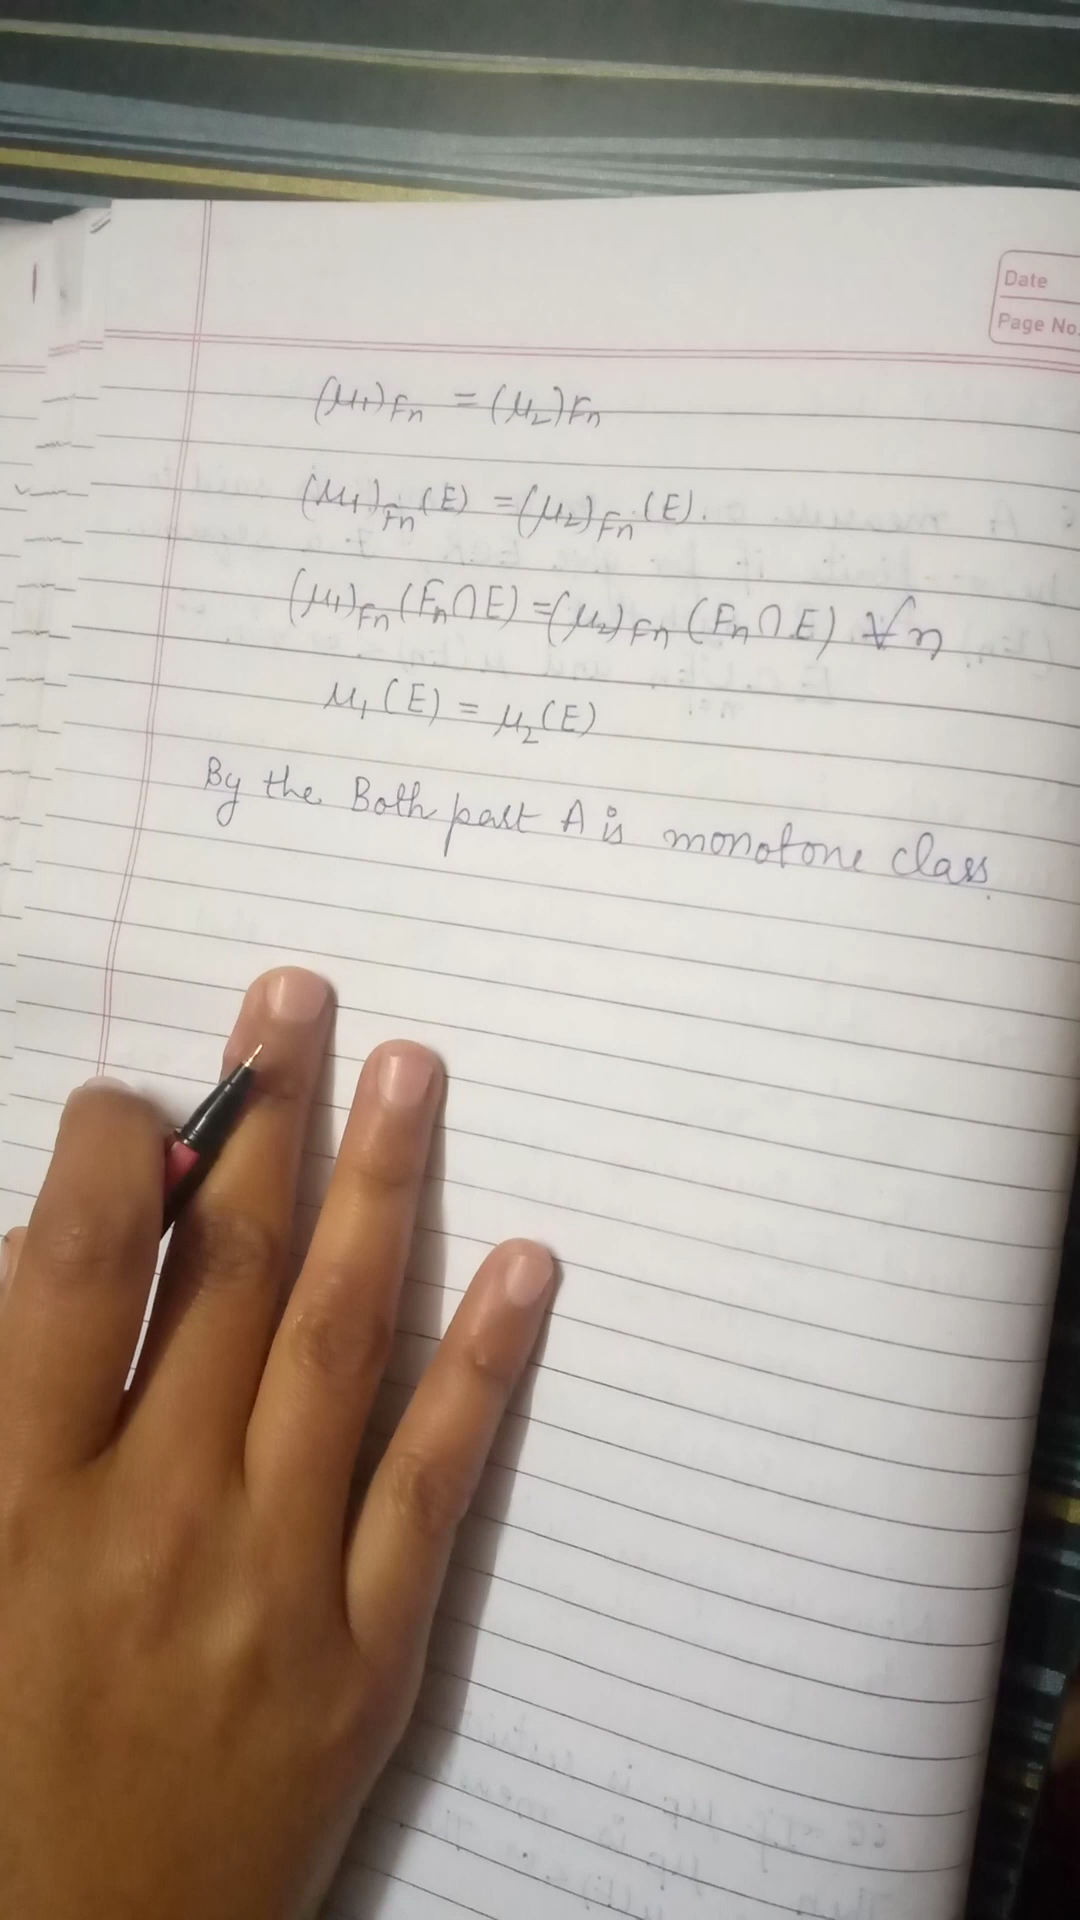 Date
Page No.
(μ₁)Fn = (μ₂)Fn
(μ₁)Fn (E) = (μ₂)Fn (E).
(μ₁)Fn (Fn∩E) = (μ₂)Fn (Fn∩E) ∀ n
μ₁(E) = μ₂(E)
By the Both part A is monotone class.